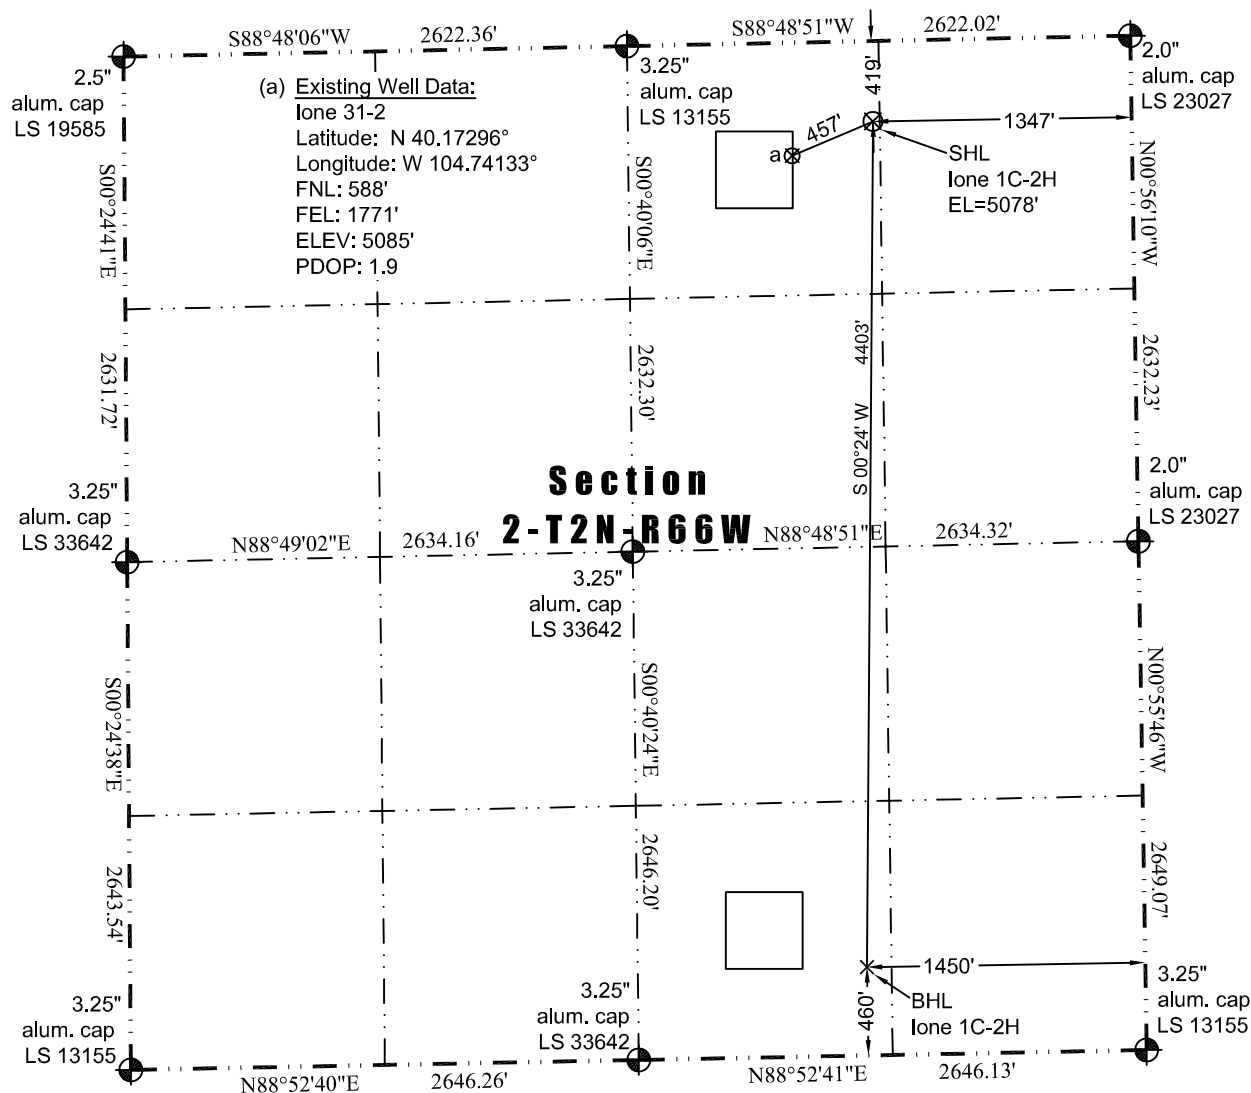 S88°48'06"W 2622.36' S88°48'51"W 2622.02'
2.5"
alum. cap
LS 19585
(a) Existing Well Data:
Ione 31-2
Latitude: N 40.17296°
Longitude: W 104.74133°
FNL: 588'
FEL: 1771'
ELEV: 5085'
PDOP: 1.9
3.25"
alum. cap
LS 13155
419'
2.0"
alum. cap
LS 23027
457'
a
1347'
SHL
Ione 1C-2H
EL=5078'
S00°24'41"E
S00°40'06"E
N00°56'10"W
2631.72'
2632.30'
S 00°24' W 4403'
2632.23'
Section
2-T2N-R66W
3.25"
alum. cap
LS 33642
2.0"
alum. cap
LS 23027
N88°49'02"E 2634.16' N88°48'51"E 2634.32'
3.25"
alum. cap
LS 33642
S00°24'38"E
S00°40'24"E
N00°55'46"W
2643.54'
2646.20'
2649.07'
1450'
BHL
Ione 1C-2H
460'
3.25"
alum. cap
LS 13155
3.25"
alum. cap
LS 33642
3.25"
alum. cap
LS 13155
N88°52'40"E 2646.26' N88°52'41"E 2646.13'